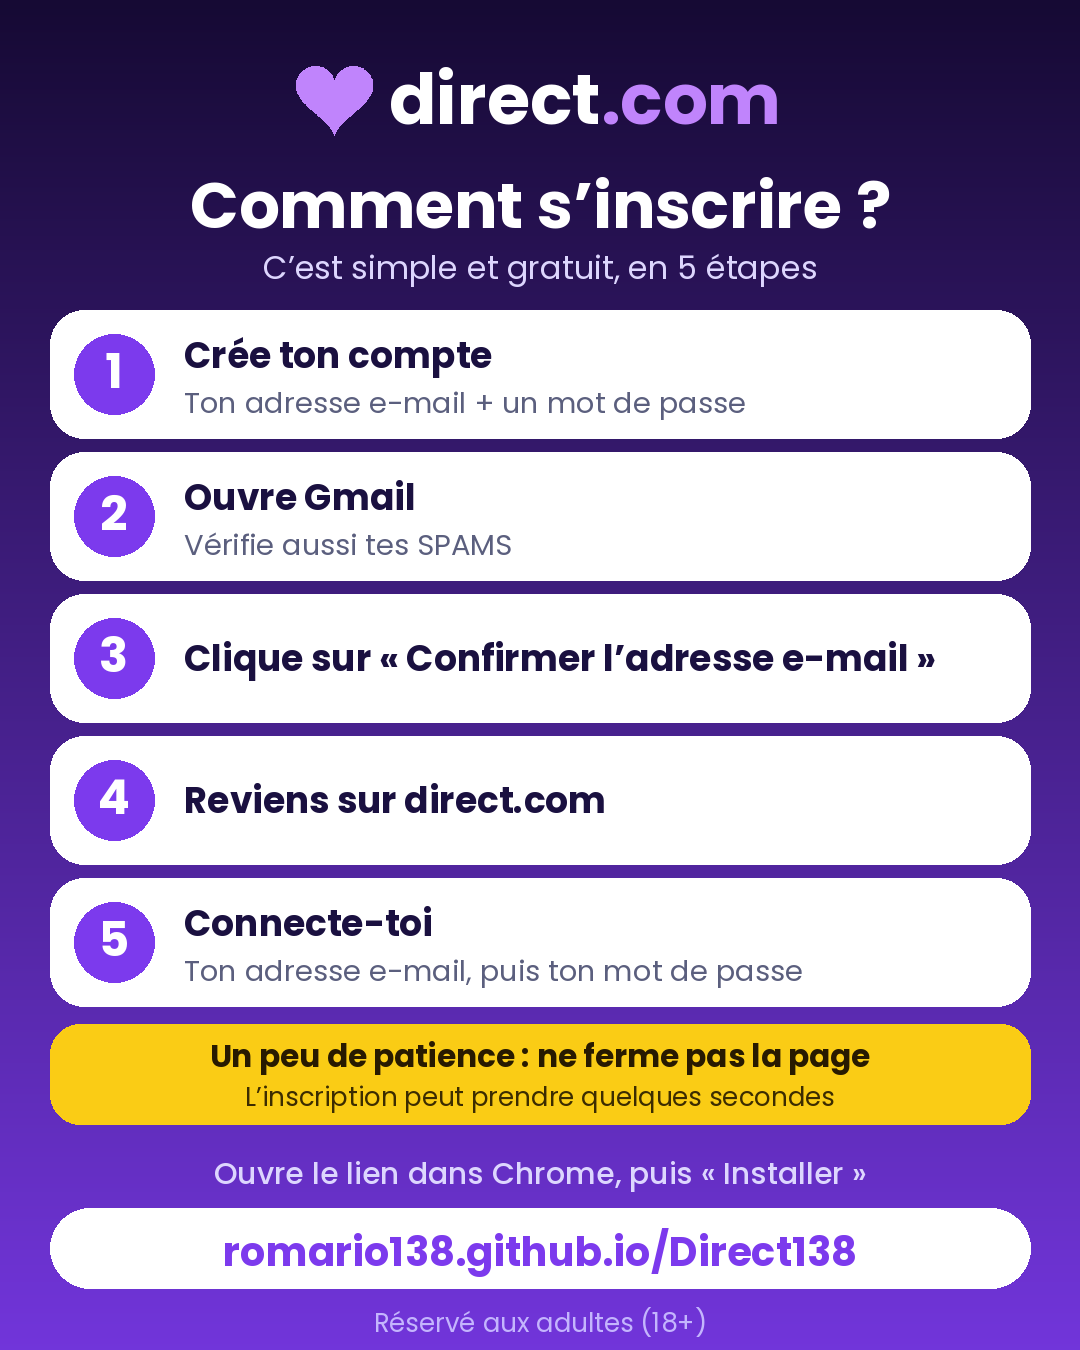 direct.com
Comment s’inscrire ?
C’est simple et gratuit, en 5 étapes
1
Crée ton compte
Ton adresse e-mail + un mot de passe
2
Ouvre Gmail
Vérifie aussi tes SPAMS
3
Clique sur « Confirmer l’adresse e-mail »
4
Reviens sur direct.com
5
Connecte-toi
Ton adresse e-mail, puis ton mot de passe
Un peu de patience : ne ferme pas la page
L’inscription peut prendre quelques secondes
Ouvre le lien dans Chrome, puis « Installer »
romario138.github.io/Direct138
Réservé aux adultes (18+)